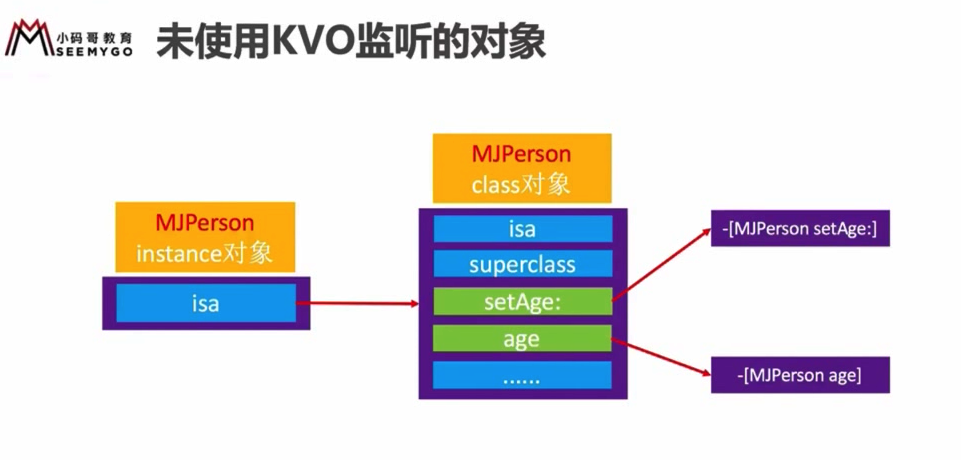 小码哥教育
SEEMYGO
未使用KVO监听的对象
MJPerson
instance对象
isa
MJPerson
class对象
isa
superclass
setAge:
age
......
-[MJPerson setAge:]
-[MJPerson age]